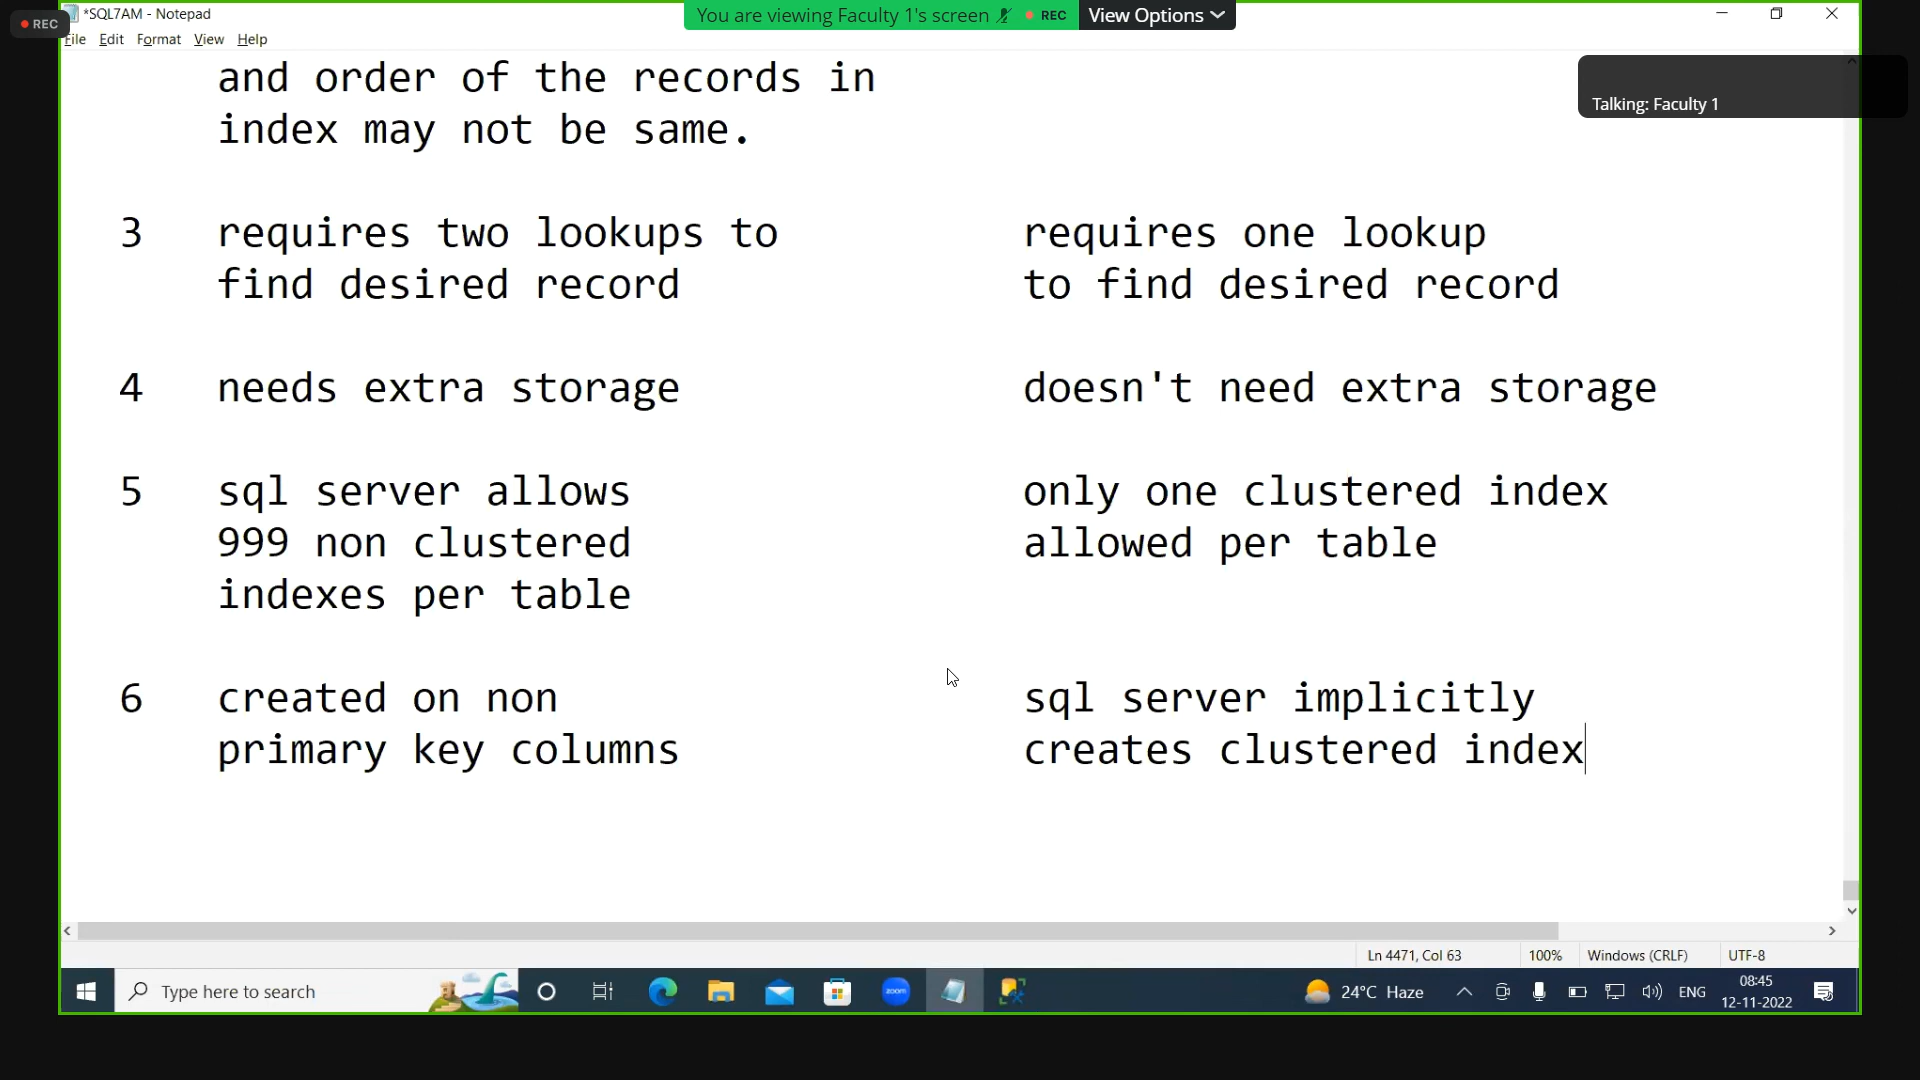 REC
*SQL7AM - Notepad
You are viewing Faculty 1's screen REC View Options
File Edit Format View Help
Talking: Faculty 1
and order of the records in
index may not be same.
3 requires two lookups to requires one lookup
find desired record to find desired record
4 needs extra storage doesn't need extra storage
5 sql server allows only one clustered index
999 non clustered allowed per table
indexes per table
6 created on non sql server implicitly
primary key columns creates clustered index
Ln 4471, Col 63 100% Windows (CRLF) UTF-8
Type here to search zoom 24°C Haze ENG 08:45
12-11-2022